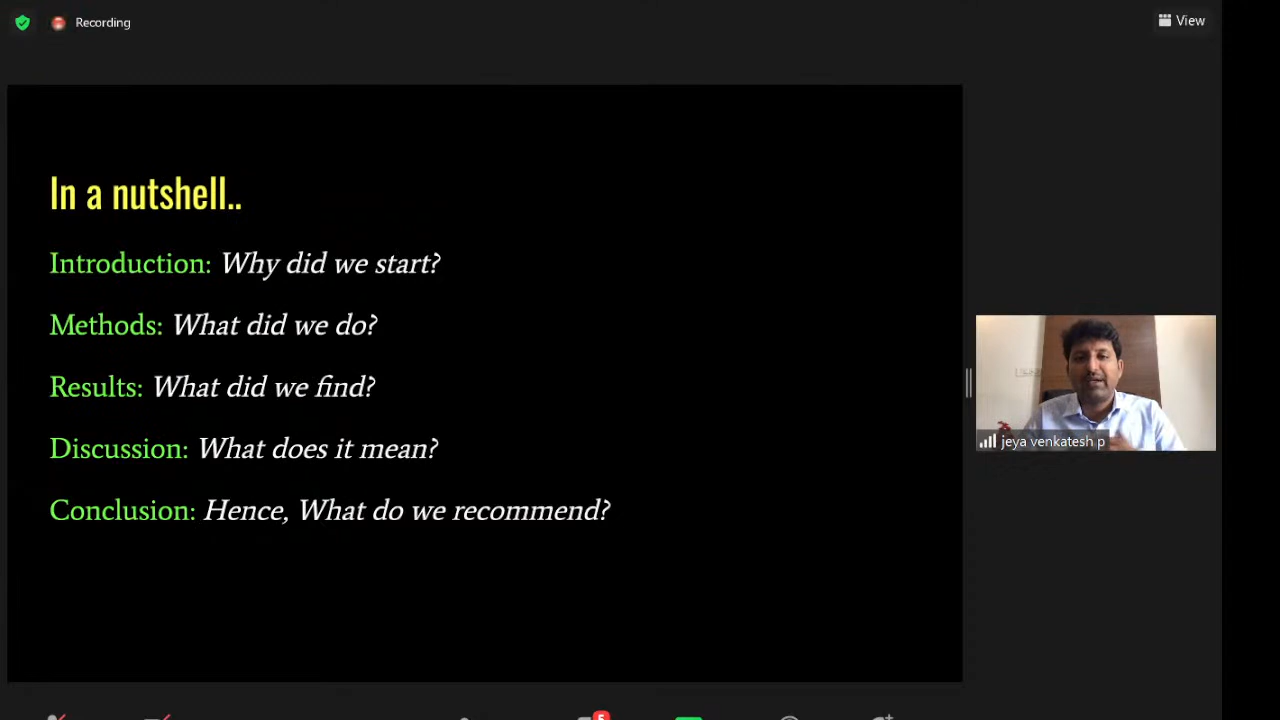 Recording
View
In a nutshell..
Introduction: Why did we start?
Methods: What did we do?
Results: What did we find?
Discussion: What does it mean?
Conclusion: Hence, What do we recommend?
jeya venkatesh p
5